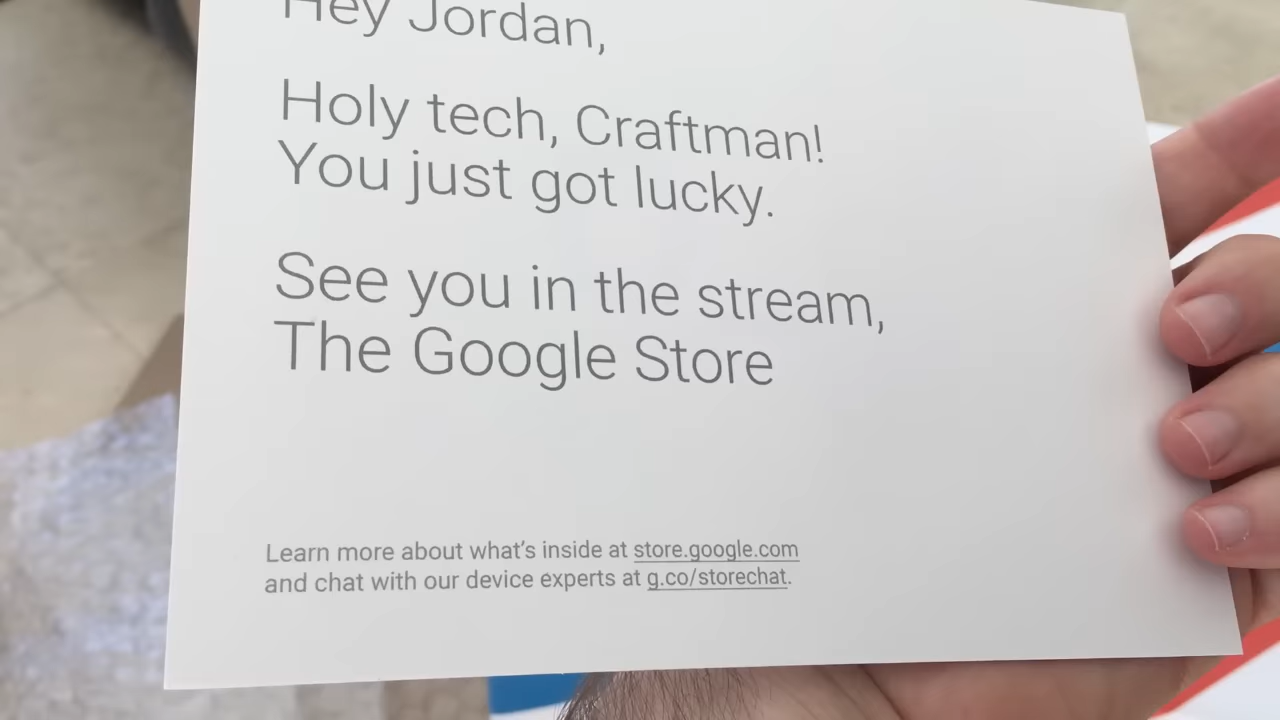 Hey Jordan,
Holy tech, Craftman!
You just got lucky.
See you in the stream,
The Google Store
Learn more about what's inside at store.google.com
and chat with our device experts at g.co/storechat.